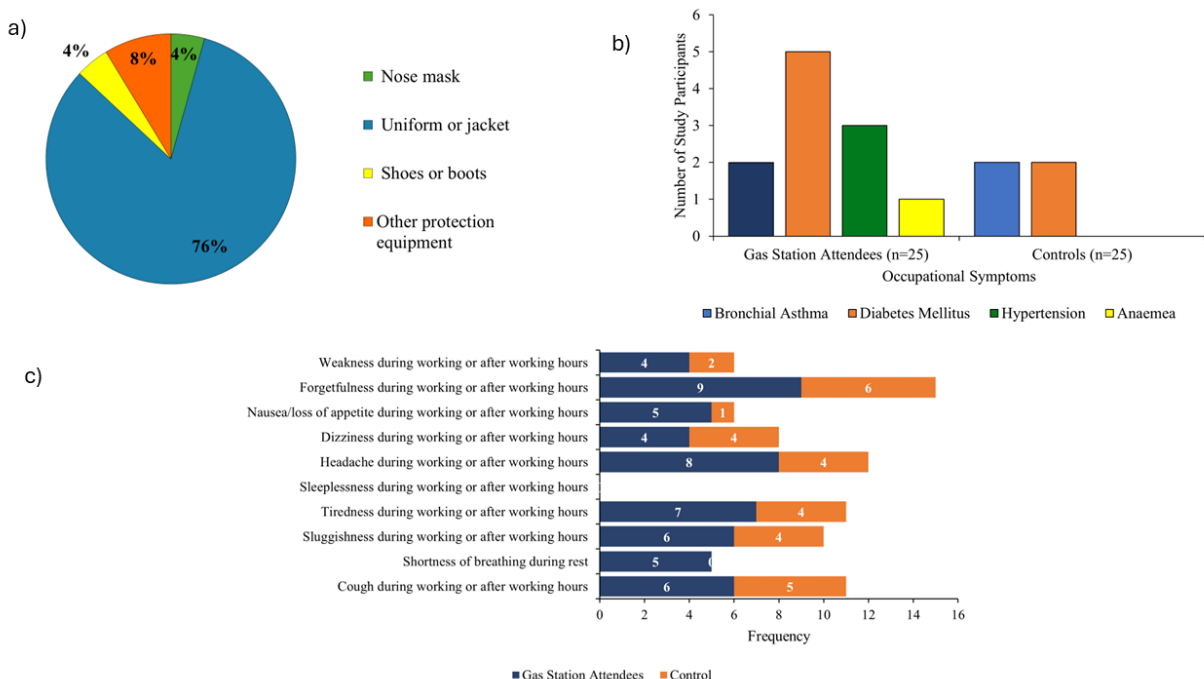 a)
4%
8%
4%
76%
Nose mask
Uniform or jacket
Shoes or boots
Other protection
equipment
b)
Number of Study Participants
6
5
4
3
2
1
0
Gas Station Attendees (n=25)
Controls (n=25)
Occupational Symptoms
Bronchial Asthma
Diabetes Mellitus
Hypertension
Anaemea
c)
Weakness during working or after working hours
4
2
Forgetfulness during working or after working hours
9
6
Nausea/loss of appetite during working or after working hours
5
1
Dizziness during working or after working hours
4
4
Headache during working or after working hours
8
4
Sleeplessness during working or after working hours
Tiredness during working or after working hours
7
4
Sluggishness during working or after working hours
6
4
Shortness of breathing during rest
5
0
Cough during working or after working hours
6
5
0
2
4
6
8
10
12
14
16
Frequency
Gas Station Attendees
Control